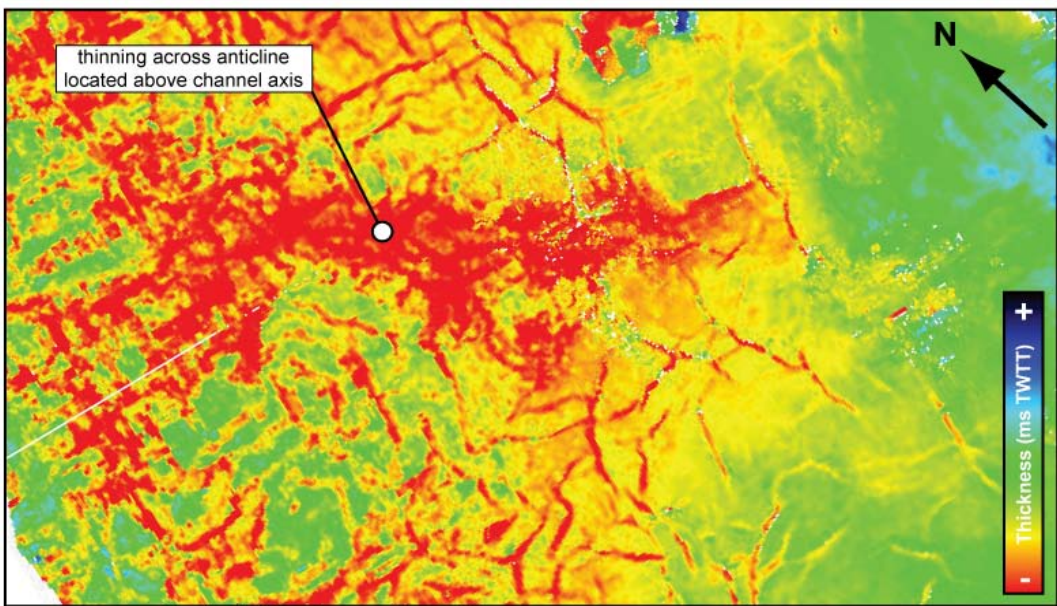 thinning across anticline
located above channel axis
N
+
Thickness (ms TWTT)
-